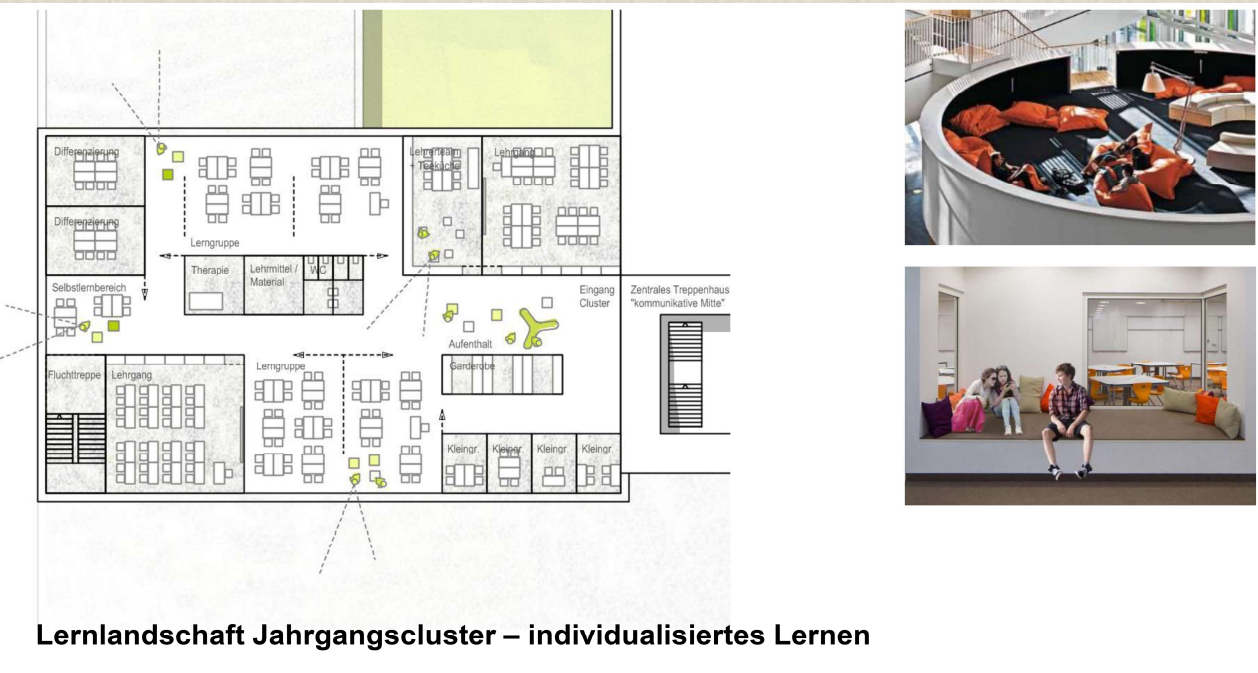 Differenzierung
Lehrerteam
+ Teeküche
Lehrgang
Differenzierung
Lerngruppe
Therapie
Lehrmittel /
Material
WC
Selbstlernbereich
Eingang
Cluster
Zentrales Treppenhaus
"kommunikative Mitte"
Aufenthalt
Garderobe
Fluchttreppe
Lehrgang
Lerngruppe
Kleingr.
Kleingr.
Kleingr.
Kleingr.
Lernlandschaft Jahrgangscluster – individualisiertes Lernen